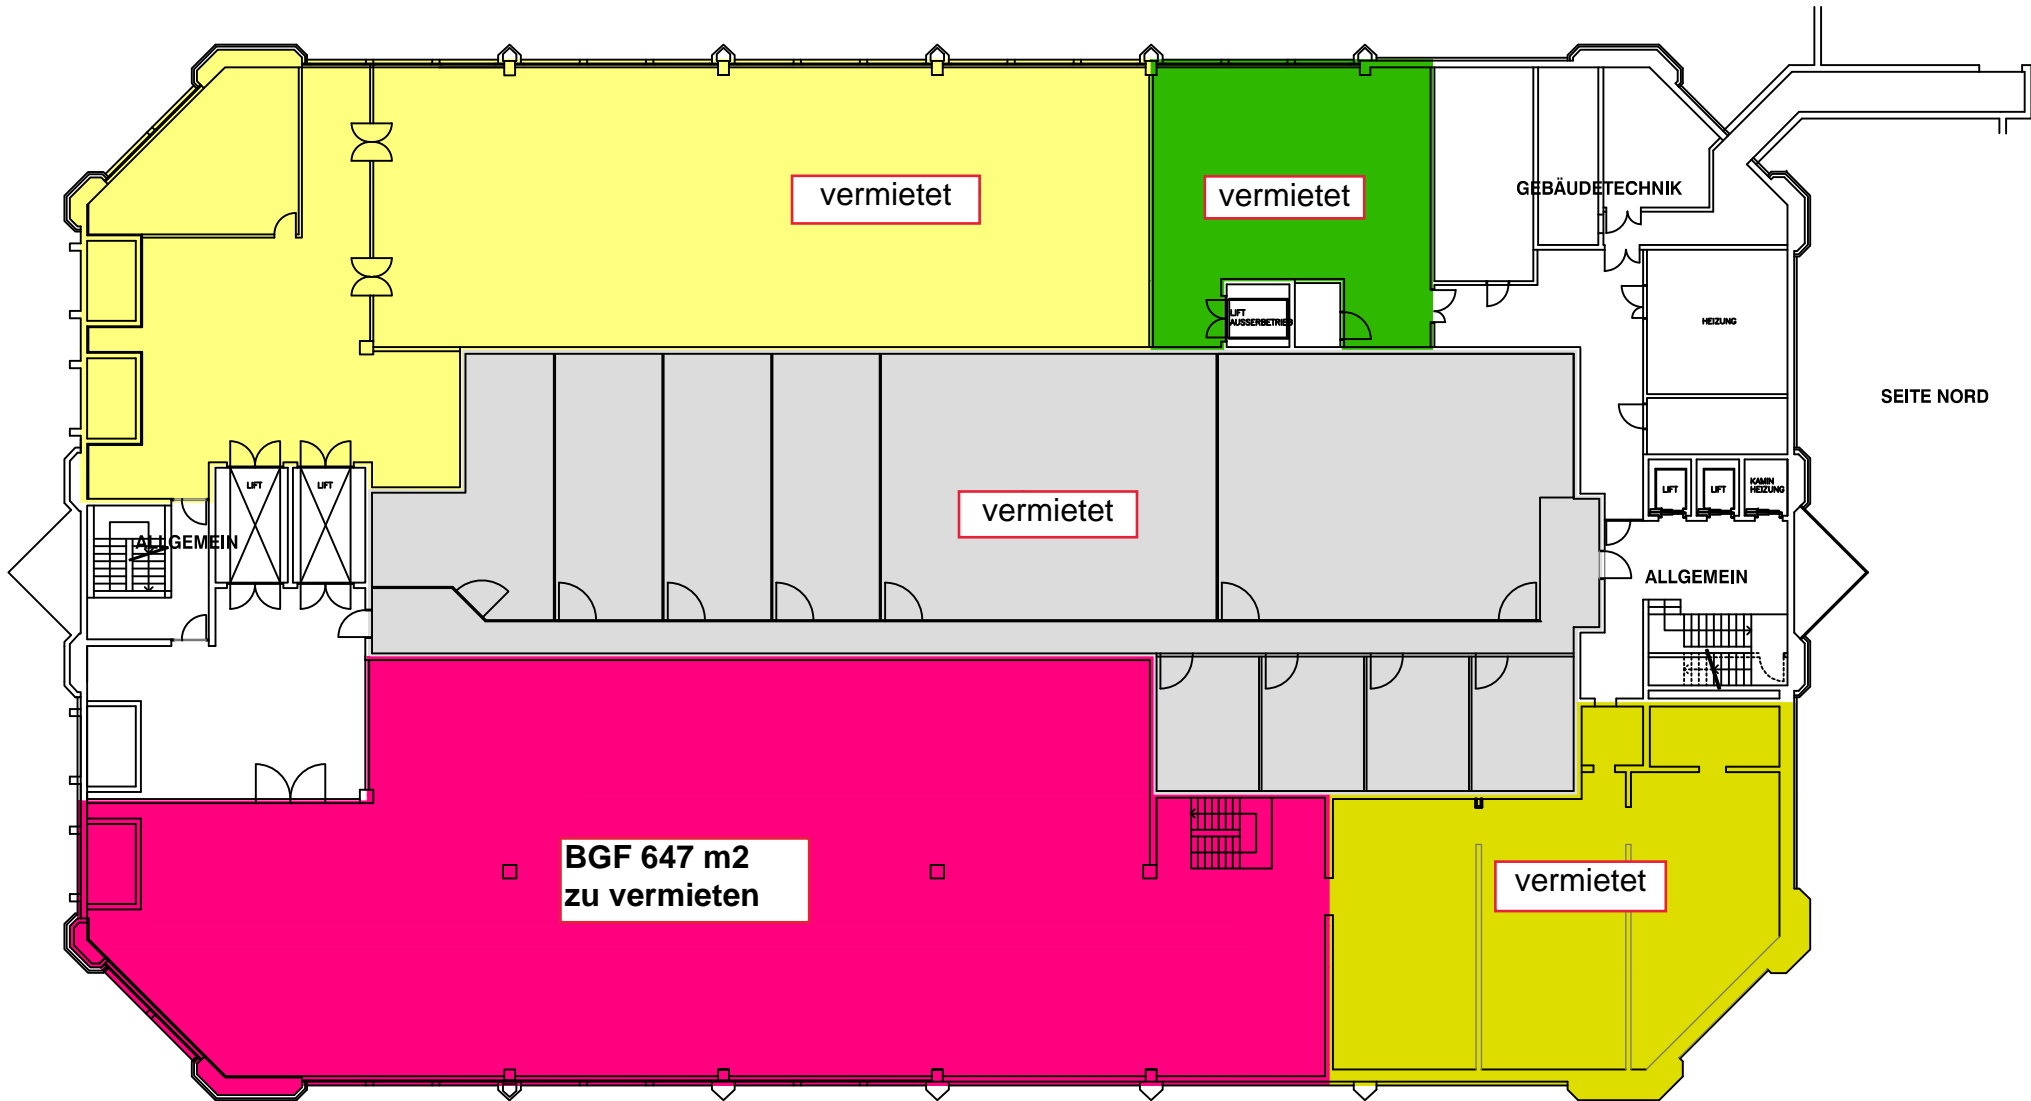 vermietet
vermietet
GEBÄUDETECHNIK
LIFT
AUSSERBETRIEB
HEIZUNG
SEITE NORD
LIFT
LIFT
LIFT
LIFT
KAMIN
HEIZUNG
vermietet
ALLGEMEIN
ALLGEMEIN
BGF 647 m2
zu vermieten
vermietet